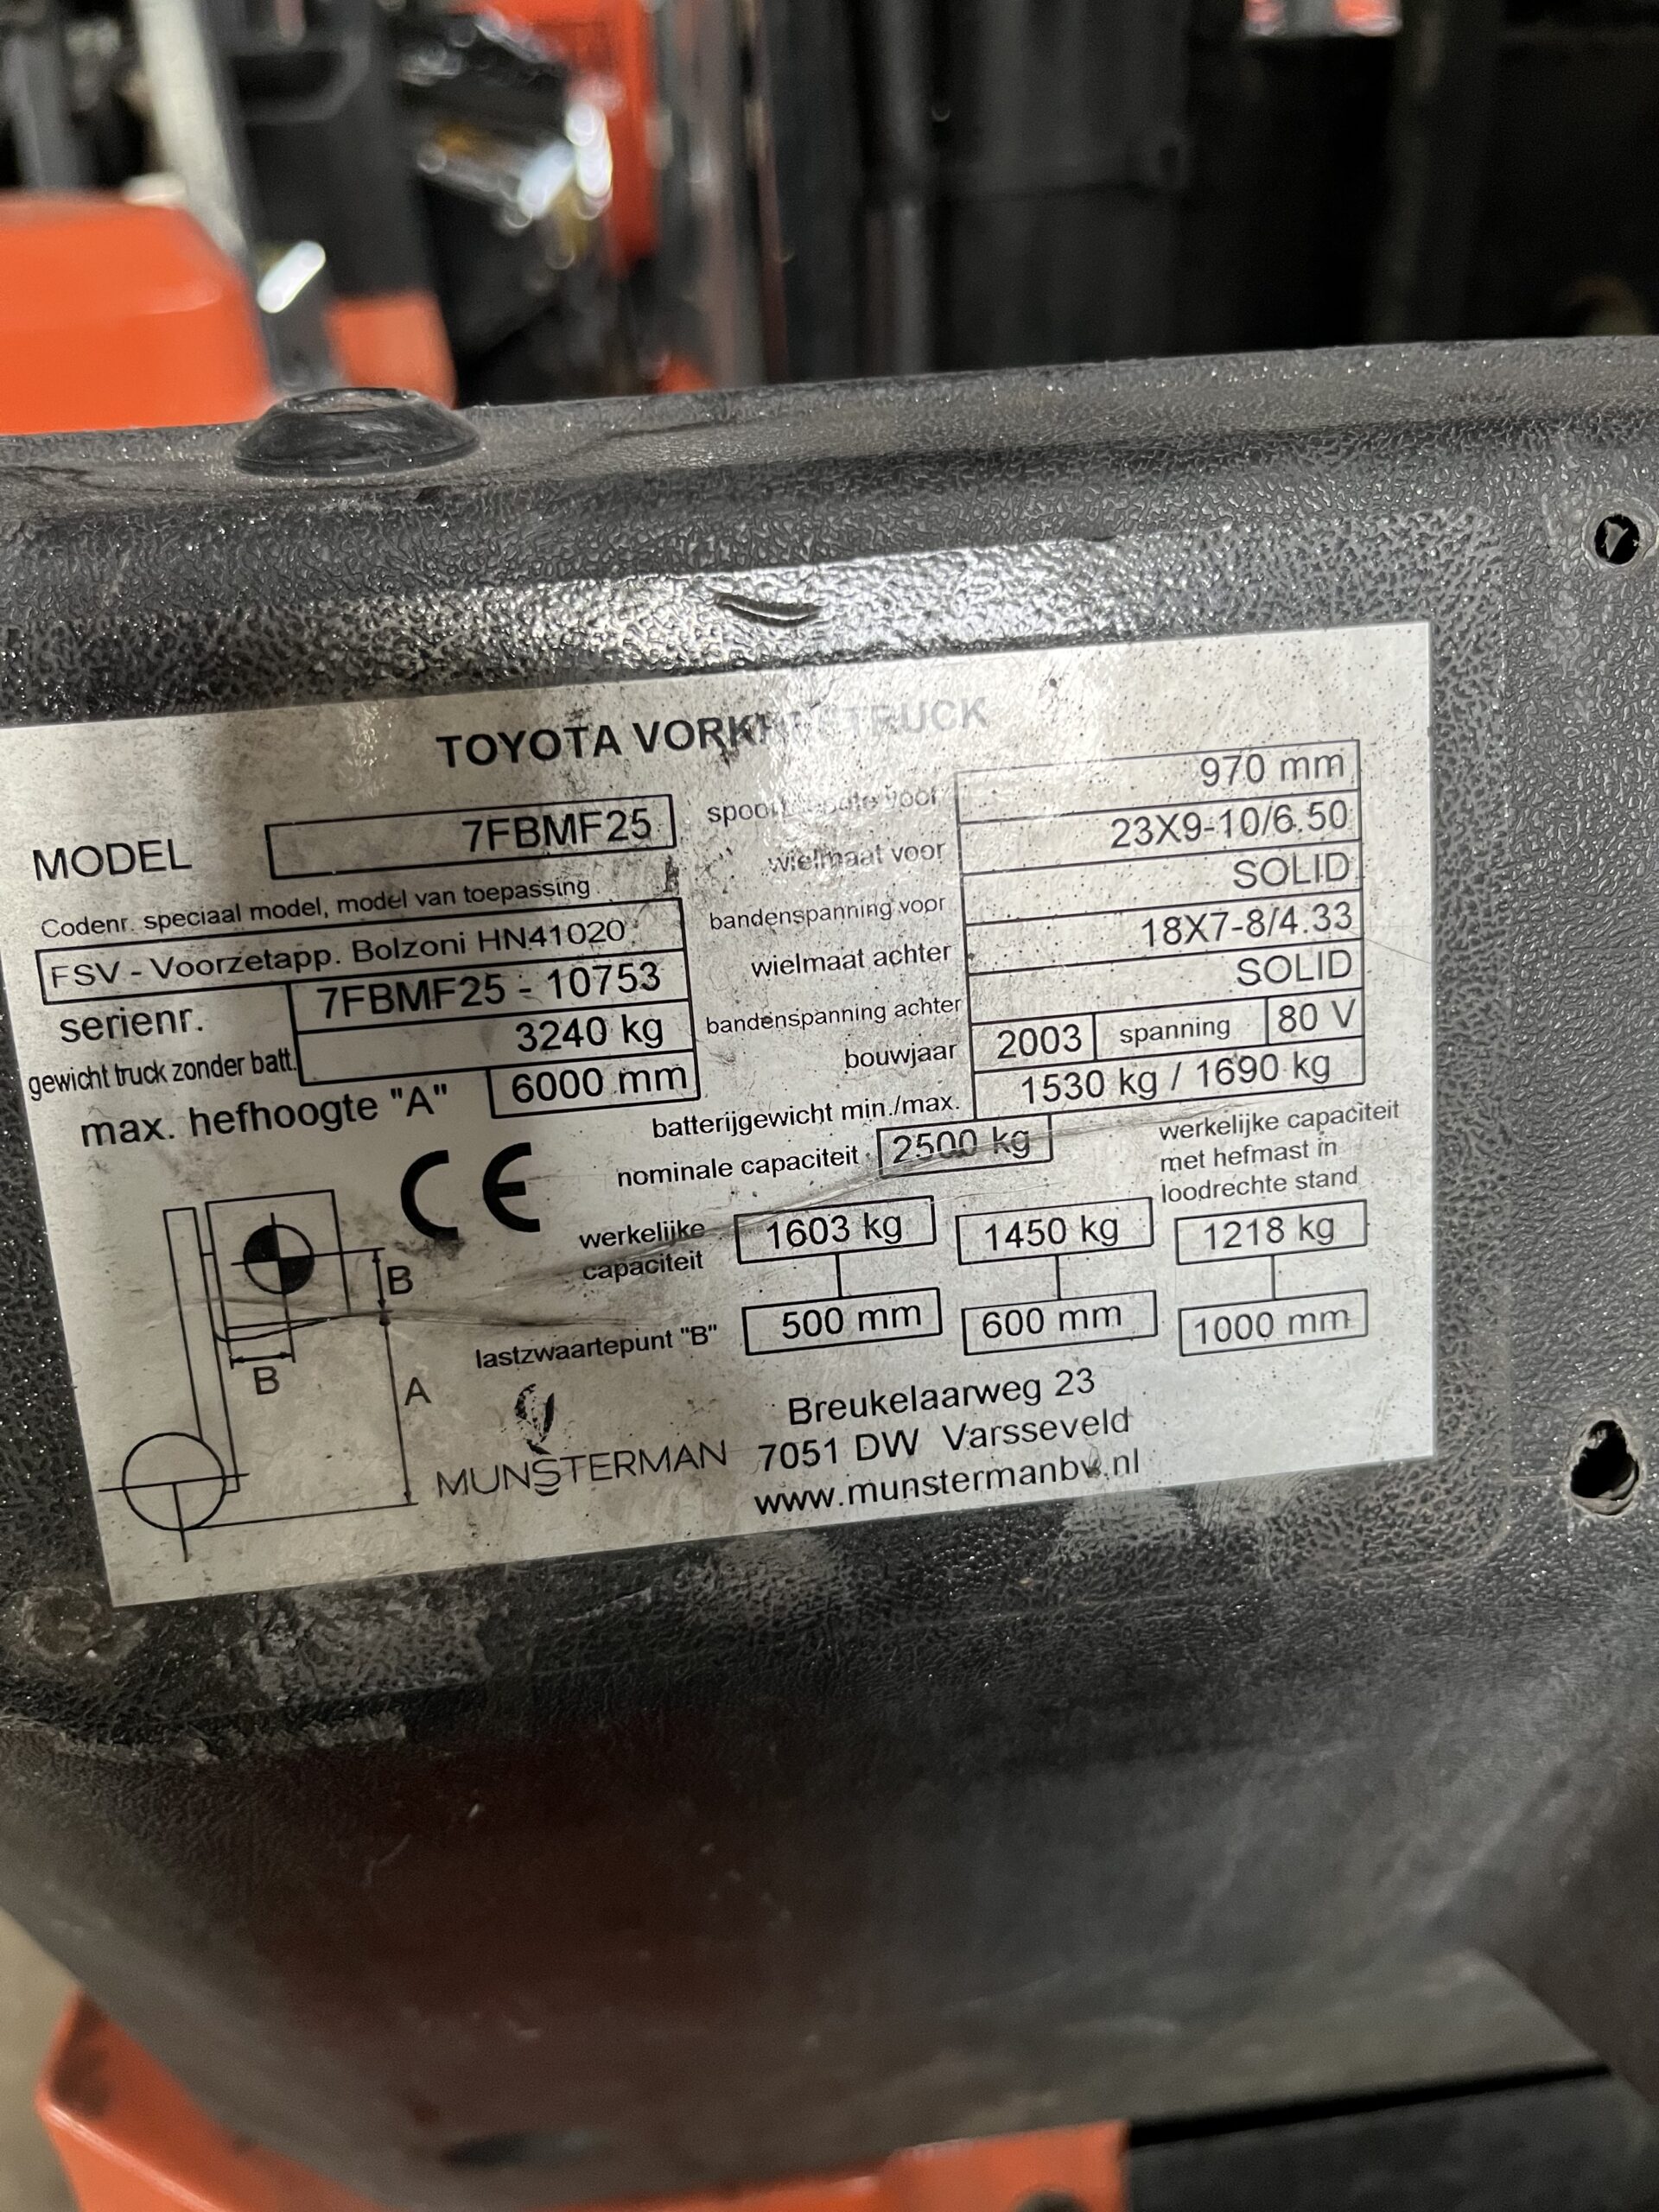 TOYOTA VORKHEFTRUCK
MODEL 7FBMF25
Codenr. speciaal model, model van toepassing
FSV - Voorzetapp. Bolzoni HN41020
serienr. 7FBMF25 - 10753
gewicht truck zonder batt. 3240 kg
max. hefhoogte "A" 6000 mm
voor 970 mm
wielmaat voor 23X9-10/6.50
bandenspanning voor SOLID
wielmaat achter 18X7-8/4.33
bandenspanning achter SOLID
bouwjaar 2003 spanning 80 V
batterijgewicht min./max. 1530 kg / 1690 kg
nominale capaciteit 2500 kg
werkelijke capaciteit
met hefmast in
loodrechte stand
CE
werkelijke
capaciteit
1603 kg 1450 kg 1218 kg
lastzwaartepunt "B" 500 mm 600 mm 1000 mm
B
B
A
MUNSTERMAN
Breukelaarweg 23
7051 DW Varsseveld
www.munstermanbv.nl